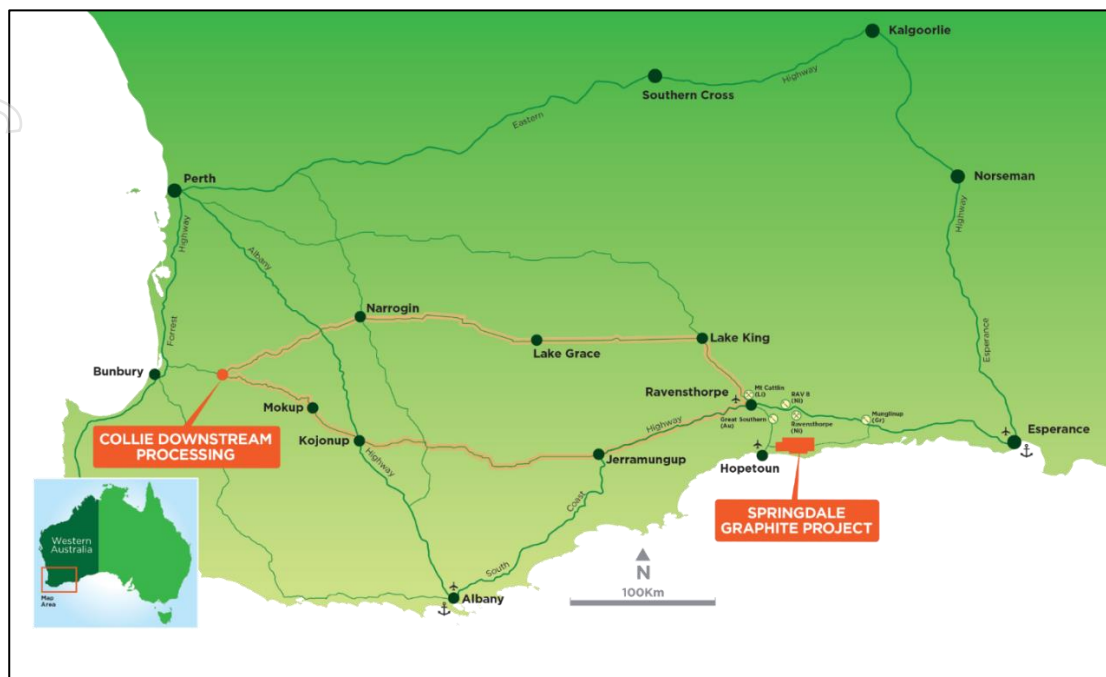 Kalgoorlie
Highway
Southern Cross
Eastern
Perth
Norseman
Highway
Highway
Albany
Forrest
Narrogin
Esperance
Lake King
Lake Grace
Bunbury
Ravensthorpe
Mt Cattlin
(Li)
RAV 8
(Ni)
Mokup
Great Southern
(Au)
Ravensthorpe
(Ni)
Munglinup
(Gr)
COLLIE DOWNSTREAM
PROCESSING
Kojonup
Highway
Highway
Esperance
Jerramungup
Hopetoun
Coast
SPRINGDALE
GRAPHITE PROJECT
Western
Australia
Map
Area
South
N
100Km
Albany